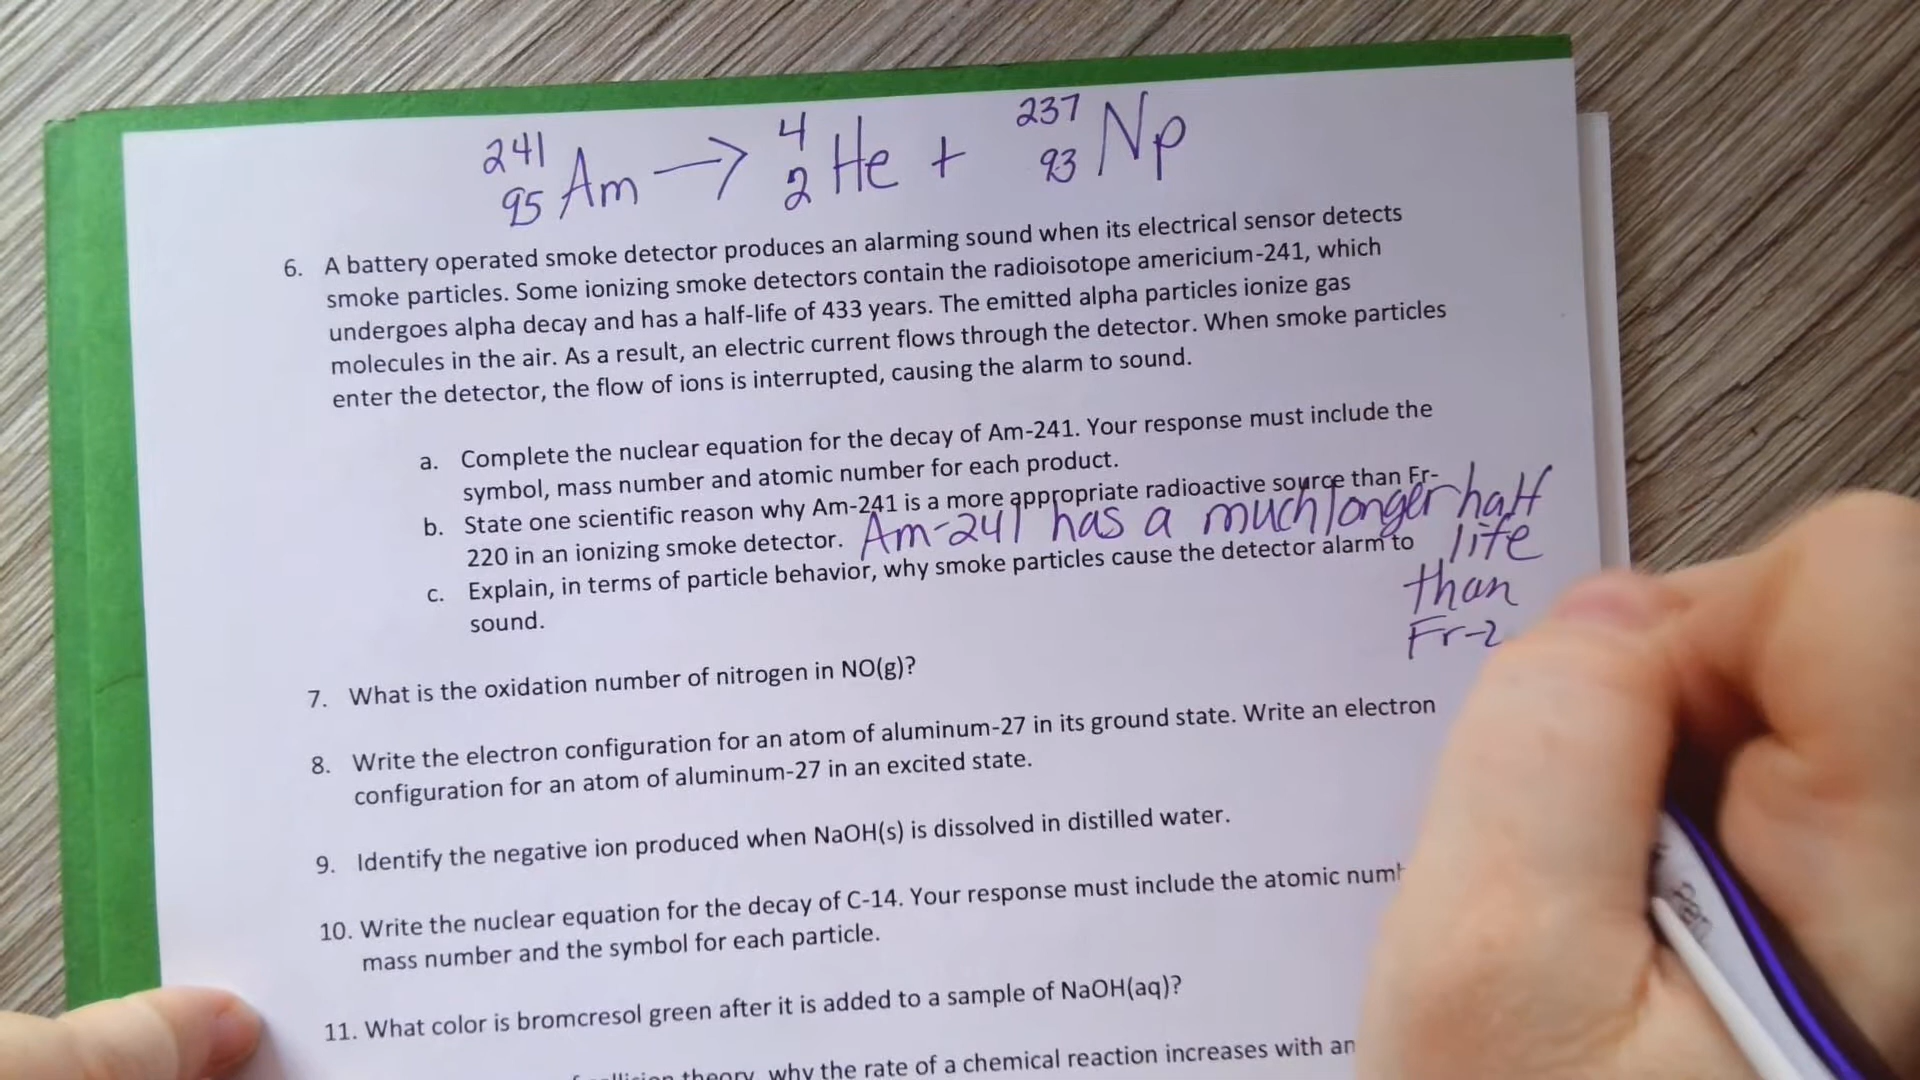 241 95 Am → 4 2 He + 237 93 Np
6. A battery operated smoke detector produces an alarming sound when its electrical sensor detects
smoke particles. Some ionizing smoke detectors contain the radioisotope americium-241, which
undergoes alpha decay and has a half-life of 433 years. The emitted alpha particles ionize gas
molecules in the air. As a result, an electric current flows through the detector. When smoke particles
enter the detector, the flow of ions is interrupted, causing the alarm to sound.
a. Complete the nuclear equation for the decay of Am-241. Your response must include the
symbol, mass number and atomic number for each product.
b. State one scientific reason why Am-241 is a more appropriate radioactive source than Fr-
220 in an ionizing smoke detector. Am-241 has a much longer half
life
than
Fr-2
c. Explain, in terms of particle behavior, why smoke particles cause the detector alarm to
sound.
7. What is the oxidation number of nitrogen in NO(g)?
8. Write the electron configuration for an atom of aluminum-27 in its ground state. Write an electron
configuration for an atom of aluminum-27 in an excited state.
9. Identify the negative ion produced when NaOH(s) is dissolved in distilled water.
10. Write the nuclear equation for the decay of C-14. Your response must include the atomic
mass number and the symbol for each particle.
11. What color is bromcresol green after it is added to a sample of NaOH(aq)?
theory, why the rate of a chemical reaction increases with an